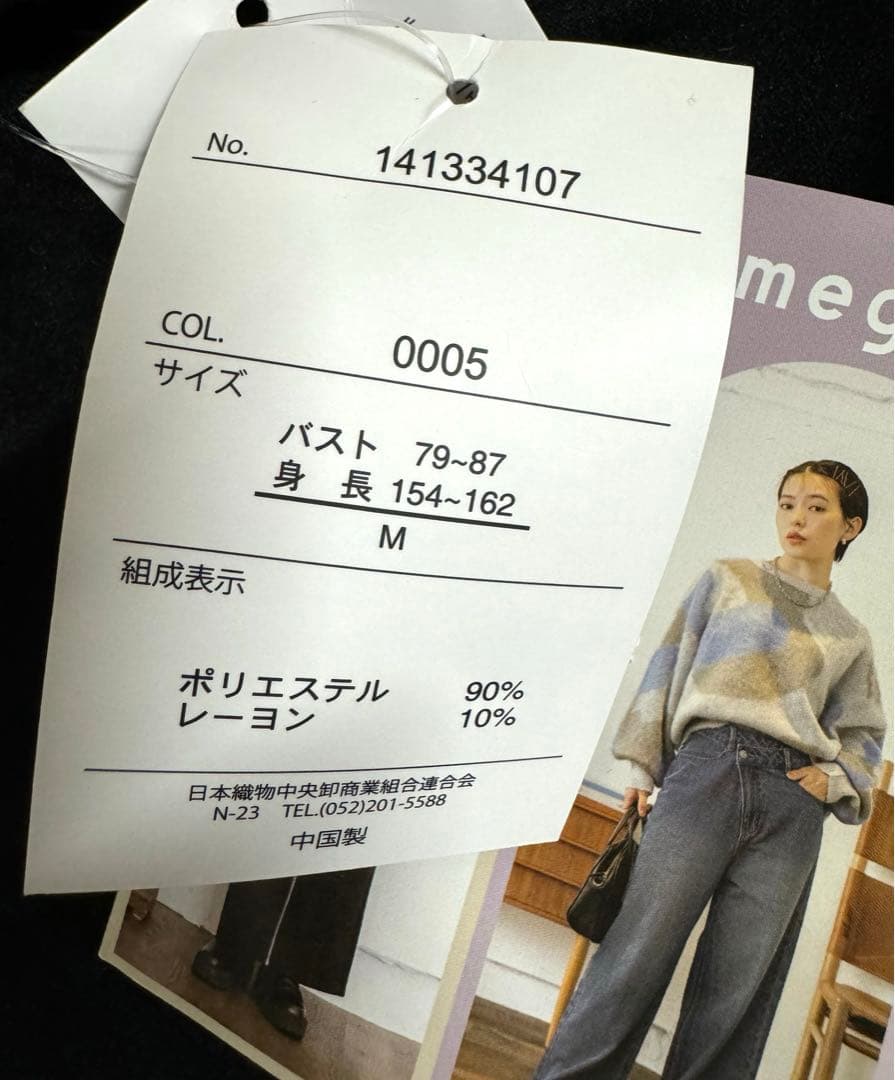 No. 141334107
COL. 0005
サイズ
バスト 79~87
身 長 154~162
M
組成表示
ポリエステル 90%
レーヨン 10%
日本織物中央卸商業組合連合会
N-23 TEL.(052)201-5588
中国製
meg